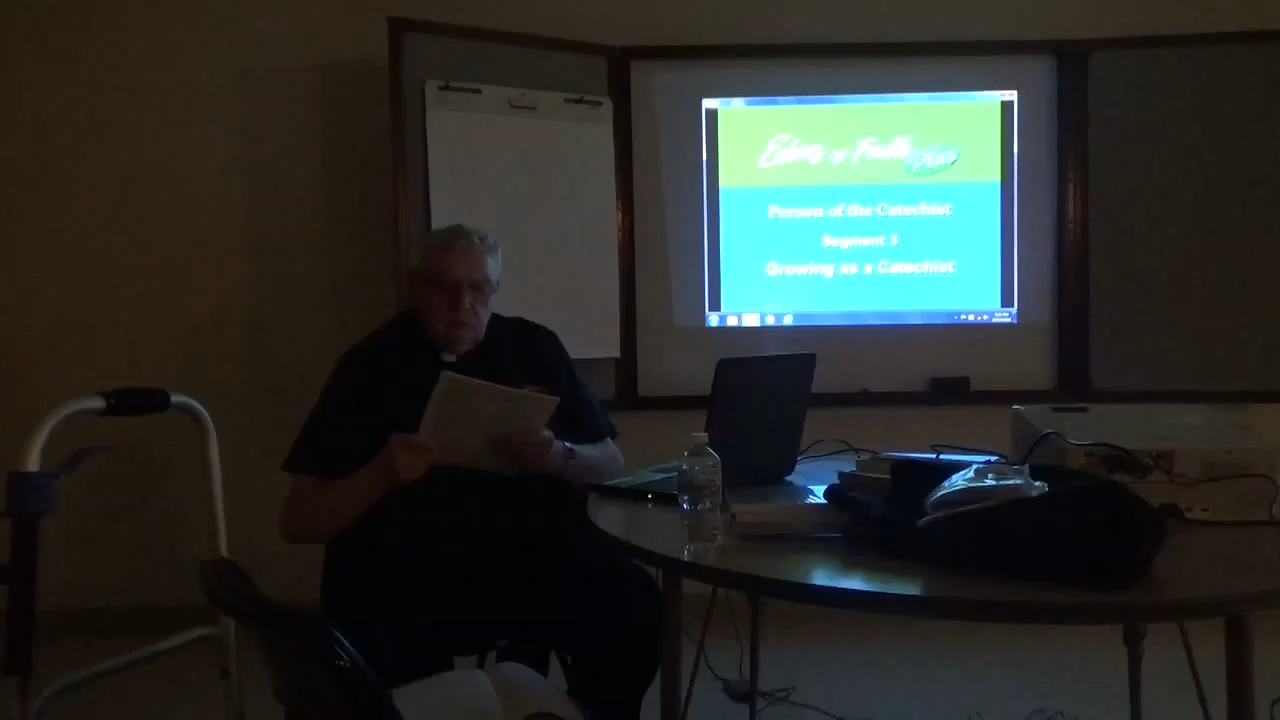 Echoes of Faith Plus
Person of the Catechist
Segment 3
Growing as a Catechist